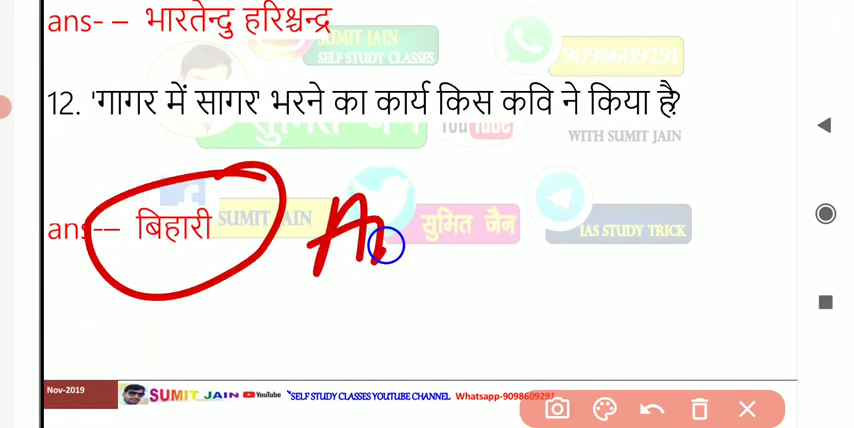 ans- – भारतेन्दु हरिश्चन्द्र
SUMIT JAIN
SELF STUDY CLASSES
9098609291
12. 'गागर में सागर' भरने का कार्य किस कवि ने किया है?
सुमित जैन
YouTube
WITH SUMIT JAIN
ans-– बिहारी
SUMIT JAIN
सुमित जैन
IAS STUDY TRICK
A
Nov-2019
SUMIT JAIN YouTube "SELF STUDY CLASSES YOUTUBE CHANNEL Whatsapp-9098609291